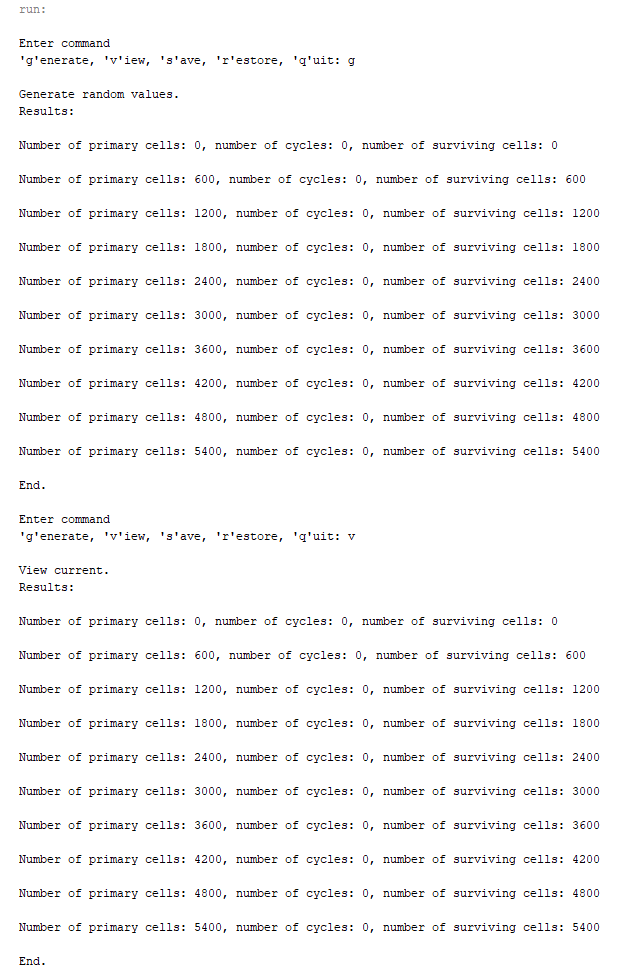 run:
Enter command
'g'enerate, 'v'iew, 's'ave, 'r'estore, 'q'uit: g
Generate random values.
Results:
Number of primary cells: 0, number of cycles: 0, number of surviving cells: 0
Number of primary cells: 600, number of cycles: 0, number of surviving cells: 600
Number of primary cells: 1200, number of cycles: 0, number of surviving cells: 1200
Number of primary cells: 1800, number of cycles: 0, number of surviving cells: 1800
Number of primary cells: 2400, number of cycles: 0, number of surviving cells: 2400
Number of primary cells: 3000, number of cycles: 0, number of surviving cells: 3000
Number of primary cells: 3600, number of cycles: 0, number of surviving cells: 3600
Number of primary cells: 4200, number of cycles: 0, number of surviving cells: 4200
Number of primary cells: 4800, number of cycles: 0, number of surviving cells: 4800
Number of primary cells: 5400, number of cycles: 0, number of surviving cells: 5400
End.
Enter command
'g'enerate, 'v'iew, 's'ave, 'r'estore, 'q'uit: v
View current.
Results:
Number of primary cells: 0, number of cycles: 0, number of surviving cells: 0
Number of primary cells: 600, number of cycles: 0, number of surviving cells: 600
Number of primary cells: 1200, number of cycles: 0, number of surviving cells: 1200
Number of primary cells: 1800, number of cycles: 0, number of surviving cells: 1800
Number of primary cells: 2400, number of cycles: 0, number of surviving cells: 2400
Number of primary cells: 3000, number of cycles: 0, number of surviving cells: 3000
Number of primary cells: 3600, number of cycles: 0, number of surviving cells: 3600
Number of primary cells: 4200, number of cycles: 0, number of surviving cells: 4200
Number of primary cells: 4800, number of cycles: 0, number of surviving cells: 4800
Number of primary cells: 5400, number of cycles: 0, number of surviving cells: 5400
End.